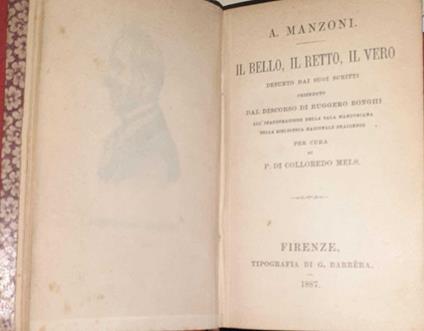 A. MANZONI.
IL BELLO, IL RETTO, IL VERO
DESUNTO DAI SUOI SCRITTI
PRECEDUTO
DAL DISCORSO DI RUGGERO BONGHI
ALL' INAUGURAZIONE DELLA SALA MANZONIANA
NELLA BIBLIOTECA NAZIONALE BRAIDENSE
PER CURA
DI
P. DI COLLOREDO MELS.
FIRENZE,
TIPOGRAFIA DI G. BARBÈRA.
1887.